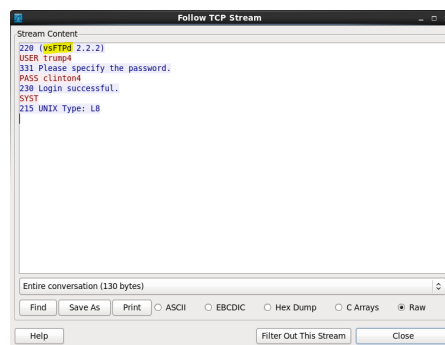 Follow TCP Stream
Stream Content
220 (vsFTPd 2.2.2)
USER trump4
331 Please specify the password.
PASS clinton4
230 Login successful.
SYST
215 UNIX Type: L8
Entire conversation (130 bytes)
Find Save As Print ASCII EBCDIC Hex Dump C Arrays Raw
Help Filter Out This Stream Close